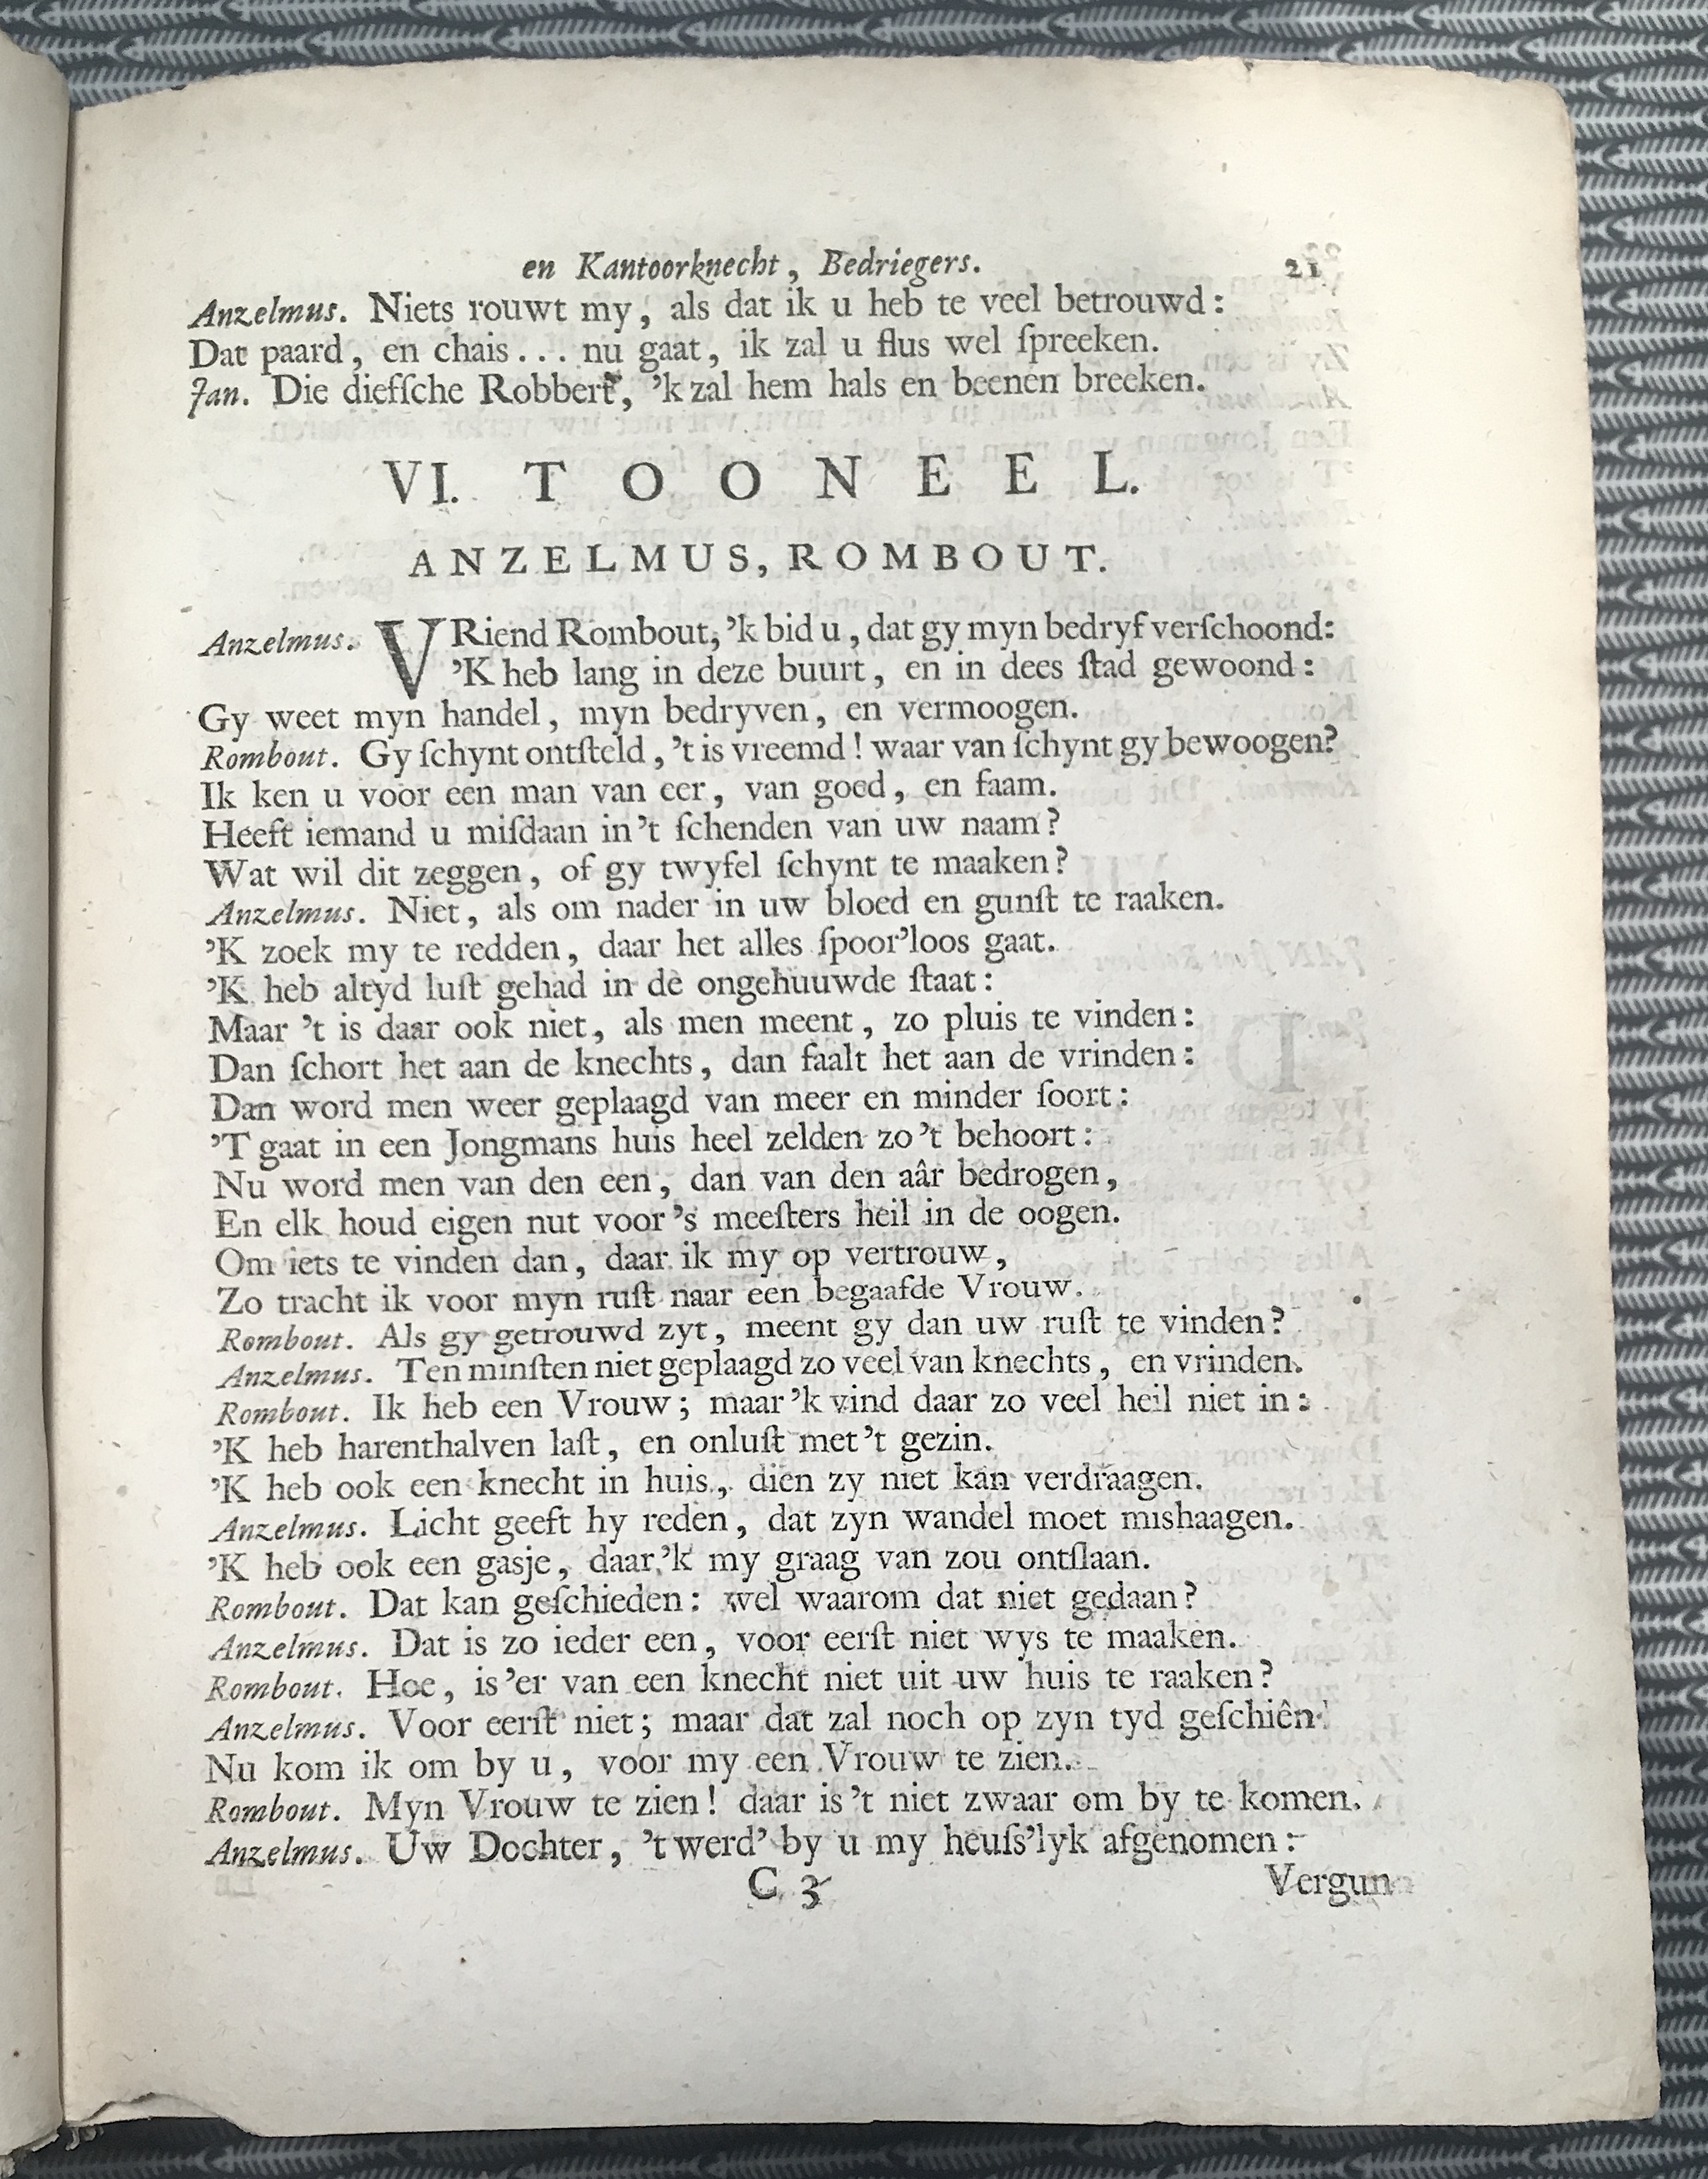 en Kantoorknecht, Bedriegers. 21
Anzelmus. Niets rouwt my, als dat ik u heb te veel betrouwd:
Dat paard, en chais... nu gaat, ik zal u flus wel ſpreeken.
Jan. Die diefſche Robbert, ’k zal hem hals en beenen breeken.
VI. TOONEEL.
ANZELMUS, ROMBOUT.
Anzelmus. VRiend Rombout, ’k bid u, dat gy myn bedryf verſchoond:
’K heb lang in deze buurt, en in dees ſtad gewoond:
Gy weet myn handel, myn bedryven, en vermoogen.
Rombout. Gy ſchynt ontſteld, ’t is vreemd! waar van ſchynt gy bewoogen?
Ik ken u voor een man van eer, van goed, en faam.
Heeft iemand u miſdaan in ’t ſchenden van uw naam?
Wat wil dit zeggen, of gy twyfel ſchynt te maaken?
Anzelmus. Niet, als om nader in uw bloed en gunſt te raaken.
’K zoek my te redden, daar het alles ſpoor’loos gaat.
’K heb altyd luſt gehad in de ongehuuwde ſtaat:
Maar ’t is daar ook niet, als men meent, zo pluis te vinden:
Dan ſchort het aan de knechts, dan faalt het aan de vrinden:
Dan word men weer geplaagd van meer en minder ſoort:
’T gaat in een Jongmans huis heel zelden zo ’t behoort:
Nu word men van den een, dan van den aâr bedrogen,
En elk houd eigen nut voor ’s meeſters heil in de oogen.
Om iets te vinden dan, daar ik my op vertrouw,
Zo tracht ik voor myn ruſt naar een begaafde Vrouw.
Rombout. Als gy getrouwd zyt, meent gy dan uw ruſt te vinden?
Anzelmus. Ten minſten niet geplaagd zo veel van knechts, en vrinden.
Rombout. Ik heb een Vrouw; maar ’k vind daar zo veel heil niet in:
’K heb harenthalven laſt, en onluſt met ’t gezin.
’K heb ook een knecht in huis, dien zy niet kan verdraagen.
Anzelmus. Licht geeft hy reden, dat zyn wandel moet mishaagen.
’K heb ook een gasje, daar ’k my graag van zou ontſlaan.
Rombout. Dat kan geſchieden: wel waarom dat niet gedaan?
Anzelmus. Dat is zo ieder een, voor eerſt niet wys te maaken.
Rombout. Hoe, is ’er van een knecht niet uit uw huis te raaken?
Anzelmus. Voor eerſt niet; maar dat zal noch op zyn tyd geſchiên:
Nu kom ik om by u, voor my een Vrouw te zien.
Rombout. Myn Vrouw te zien! daar is ’t niet zwaar om by te komen.
Anzelmus. Uw Dochter, ’t werd’ by u my heuſs’lyk afgenomen:
C 3 Vergun